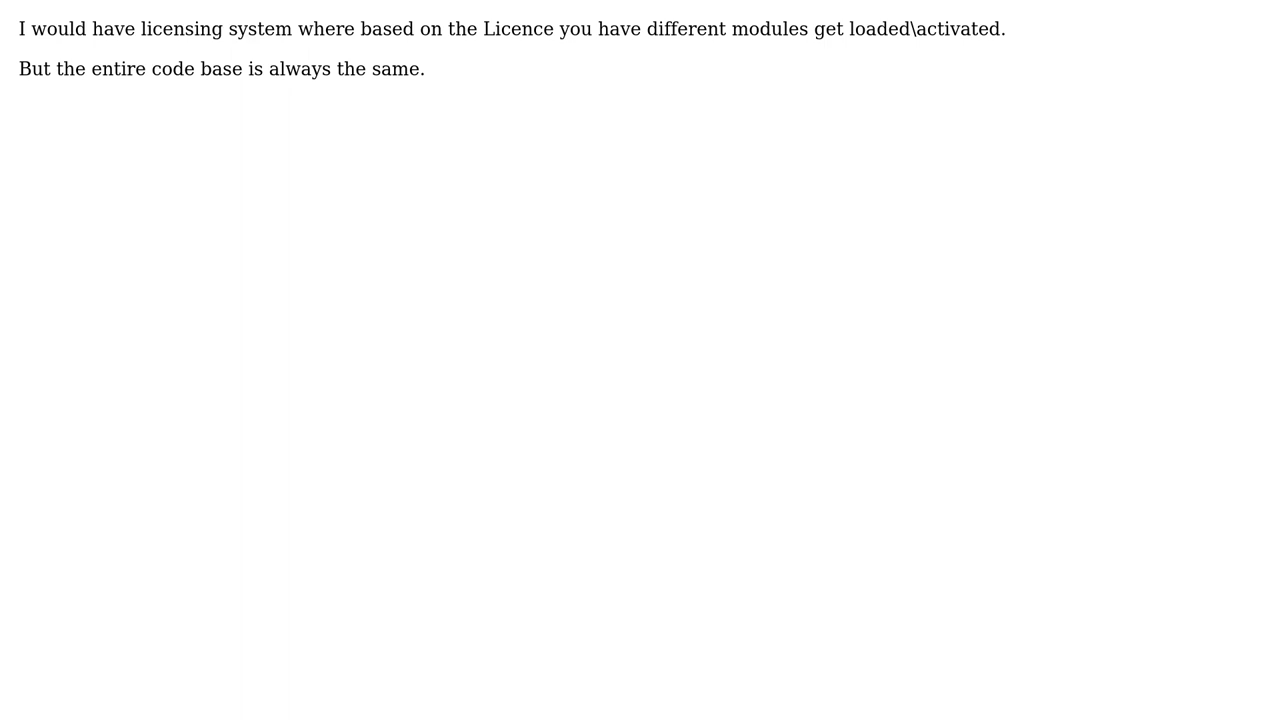 I would have licensing system where based on the Licence you have different modules get loaded\activated.
But the entire code base is always the same.